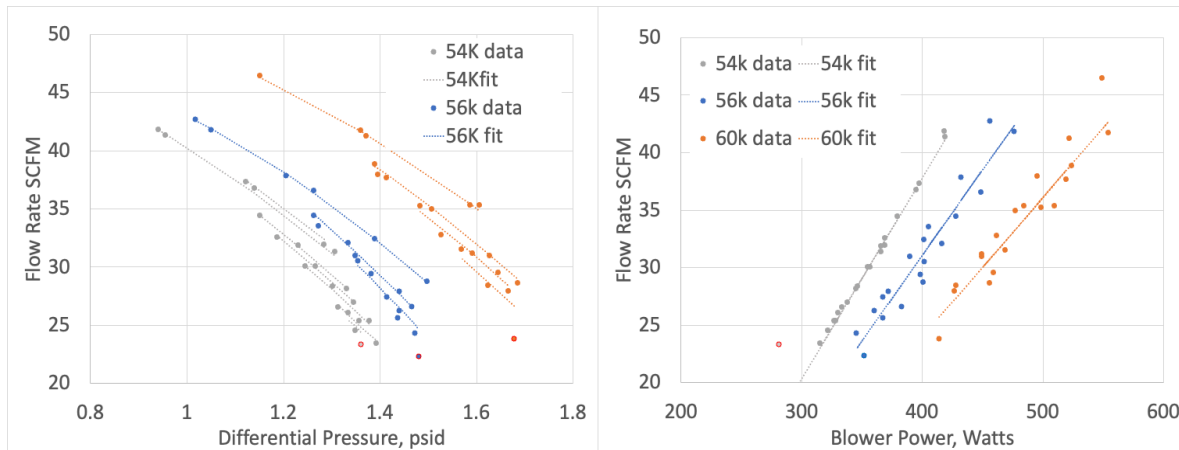 50
45
40
35
30
25
20
Flow Rate SCFM
0.8 1 1.2 1.4 1.6 1.8
Differential Pressure, psid
54K data
54Kfit
56K data
56K fit
50
45
40
35
30
25
20
Flow Rate SCFM
200 300 400 500 600
Blower Power, Watts
54k data 54k fit
56k data 56k fit
60k data 60k fit